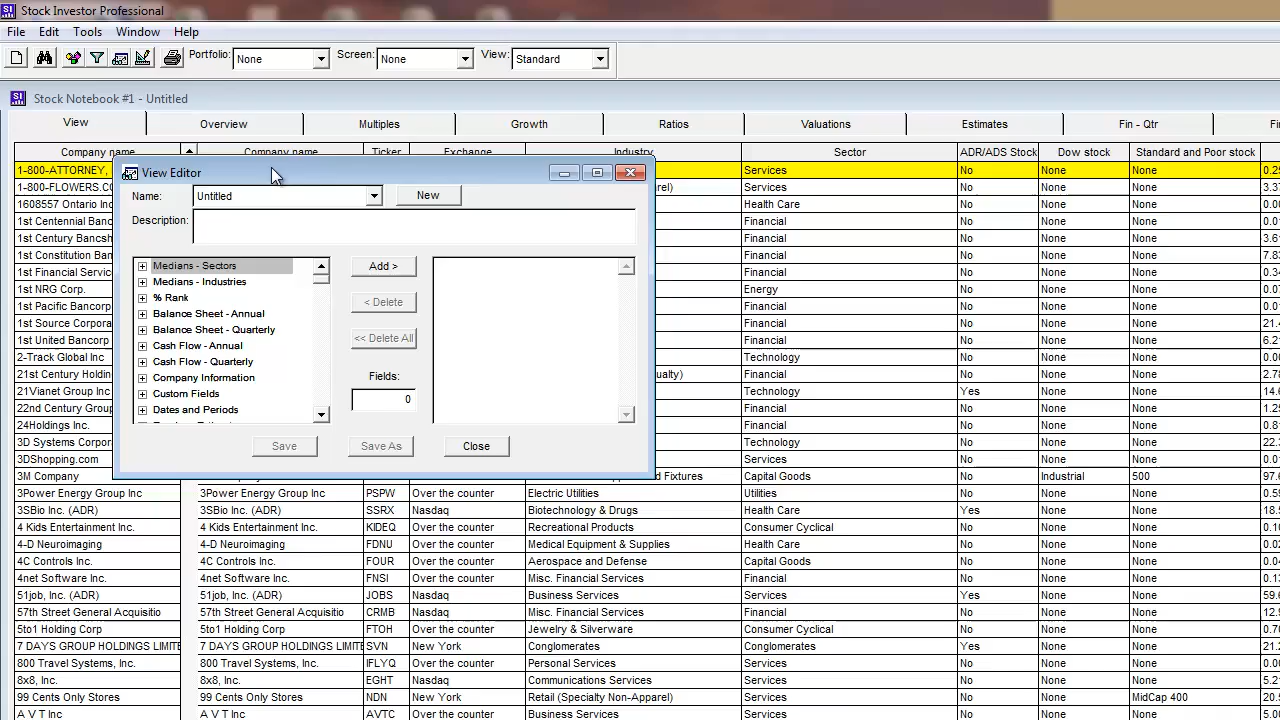 Stock Investor Professional
File Edit Tools Window Help
Portfolio: None Screen: None View: Standard
Stock Notebook #1 - Untitled
View Overview Multiples Growth Ratios Valuations Estimates Fin - Qtr
Company name Company name Ticker Exchange Industry Sector ADR/ADS Stock Dow stock Standard and Poor stock
1-800-ATTORNEY, Services No None None
1-800-FLOWERS.CO Services No None None
1608557 Ontario Inc Health Care No None None
1st Centennial Banc Financial No None None
1st Century Bancsh Financial No None None
1st Constitution Ban Financial No None None
1st Financial Servic Financial No None None
1st NRG Corp. Energy No None None
1st Pacific Bancorp Financial No None None
1st Source Corpora Financial No None None
1st United Bancorp Financial No None None
2-Track Global Inc Technology No None None
21st Century Holdin Financial No None None
21Vianet Group Inc Technology Yes None None
22nd Century Group Financial No None None
24Holdings Inc. Financial No None None
3D Systems Corpor Technology No None None
3DShopping.com Services No None None
3M Company and Fixtures Capital Goods No Industrial 500
View Editor
Name: Untitled New
Description:
Medians - Sectors
Medians - Industries
% Rank
Balance Sheet - Annual
Balance Sheet - Quarterly
Cash Flow - Annual
Cash Flow - Quarterly
Company Information
Custom Fields
Dates and Periods
Add >
< Delete
<< Delete All
Fields:
0
Save Save As Close
3Power Energy Group Inc 3Power Energy Group Inc PSPW Over the counter Electric Utilities Utilities No None None
3SBio Inc. (ADR) 3SBio Inc. (ADR) SSRX Nasdaq Biotechnology & Drugs Health Care Yes None None
4 Kids Entertainment Inc. 4 Kids Entertainment Inc. KIDEQ Over the counter Recreational Products Consumer Cyclical No None None
4-D Neuroimaging 4-D Neuroimaging FDNU Over the counter Medical Equipment & Supplies Health Care No None None
4C Controls Inc. 4C Controls Inc. FOUR Over the counter Aerospace and Defense Capital Goods No None None
4net Software Inc. 4net Software Inc. FNSI Over the counter Misc. Financial Services Financial No None None
51job, Inc. (ADR) 51job, Inc. (ADR) JOBS Nasdaq Business Services Services Yes None None
57th Street General Acquisitio 57th Street General Acquisitio CRMB Over the counter Misc. Financial Services Financial No None None
5to1 Holding Corp 5to1 Holding Corp FTOH Over the counter Jewelry & Silverware Consumer Cyclical No None None
7 DAYS GROUP HOLDINGS LIMITE 7 DAYS GROUP HOLDINGS LIMITE SVN New York Conglomerates Conglomerates Yes None None
800 Travel Systems, Inc. 800 Travel Systems, Inc. IFLYQ Over the counter Personal Services Services No None None
8x8, Inc. 8x8, Inc. EGHT Nasdaq Communications Services Services No None None
99 Cents Only Stores 99 Cents Only Stores NDN New York Retail (Specialty Non-Apparel) Services No None MidCap 400
A V T Inc A V T Inc AVTC Over the counter Business Services Services No None None